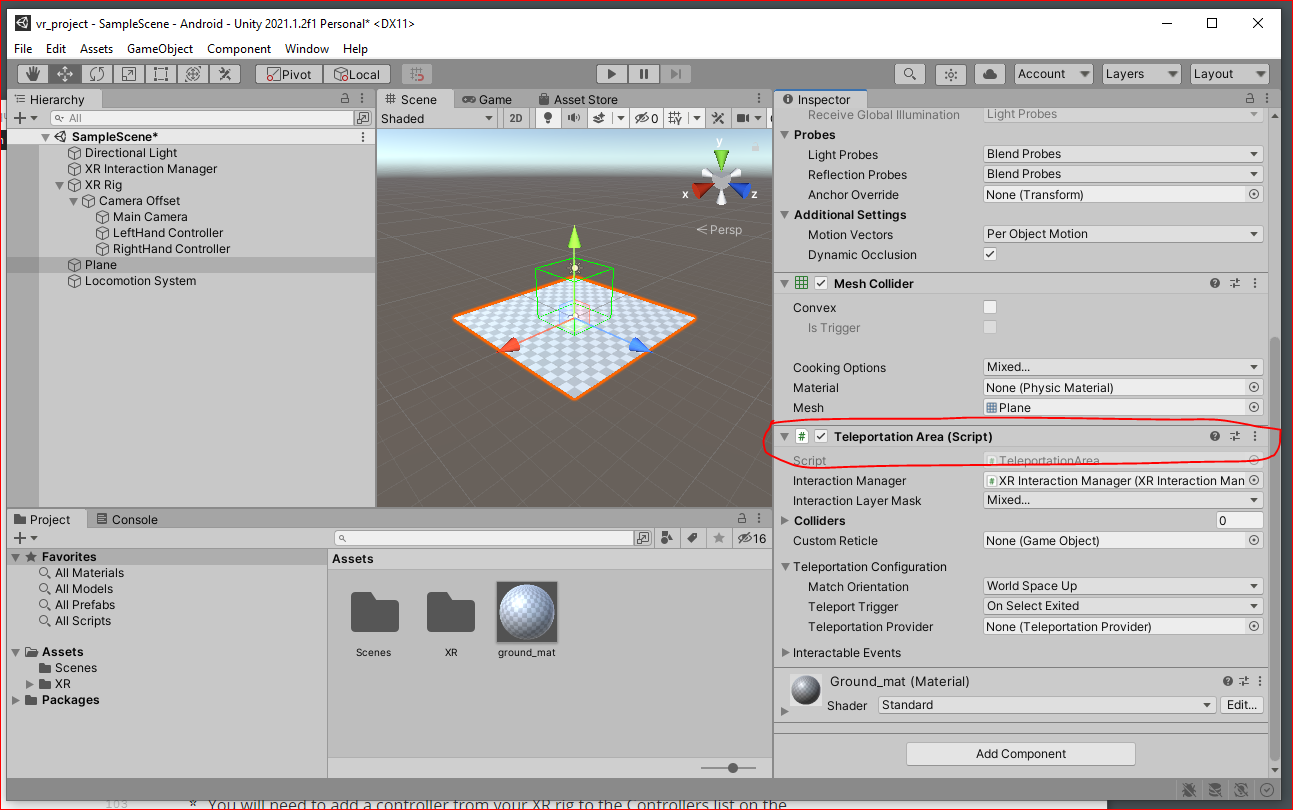 vr_project - SampleScene - Android - Unity 2021.1.2f1 Personal* <DX11>
File Edit Assets GameObject Component Window Help
Pivot Local Account Layers Layout
Hierarchy
All
SampleScene*
Directional Light
XR Interaction Manager
XR Rig
Camera Offset
Main Camera
LeftHand Controller
RightHand Controller
Plane
Locomotion System
Scene Game Asset Store
Shaded 2D 0
y
x z
Persp
Inspector
Receive Global Illumination Light Probes
Probes
Light Probes Blend Probes
Reflection Probes Blend Probes
Anchor Override None (Transform)
Additional Settings
Motion Vectors Per Object Motion
Dynamic Occlusion
Mesh Collider
Convex
Is Trigger
Cooking Options Mixed...
Material None (Physic Material)
Mesh Plane
# Teleportation Area (Script)
Script # TeleportationArea
Interaction Manager # XR Interaction Manager (XR Interaction Man
Interaction Layer Mask Mixed...
Colliders 0
Custom Reticle None (Game Object)
Teleportation Configuration
Match Orientation World Space Up
Teleport Trigger On Select Exited
Teleportation Provider None (Teleportation Provider)
Interactable Events
Ground_mat (Material)
Shader Standard Edit...
Add Component
Project Console
16
Favorites
All Materials
All Models
All Prefabs
All Scripts
Assets
Scenes
XR
Packages
Assets
Scenes XR ground_mat
103 * You will need to add a controller from your XR rig to the Controllers list on the